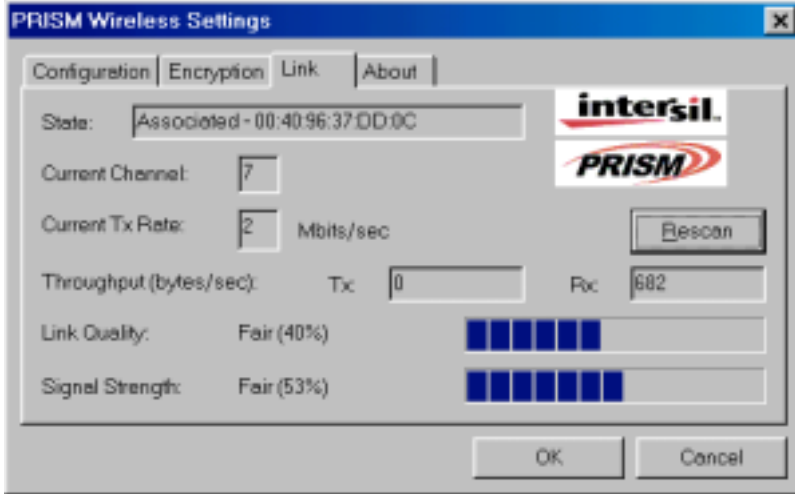 PRISM Wireless Settings
Configuration Encryption Link About
intersil.
State: Associated - 00:40:96:37:DD:0C
PRISM
Current Channel: 7
Current Tx Rate: 2 Mbits/sec
Rescan
Throughput (bytes/sec): Tx: 0 Rx: 682
Link Quality: Fair (40%)
Signal Strength: Fair (53%)
OK Cancel